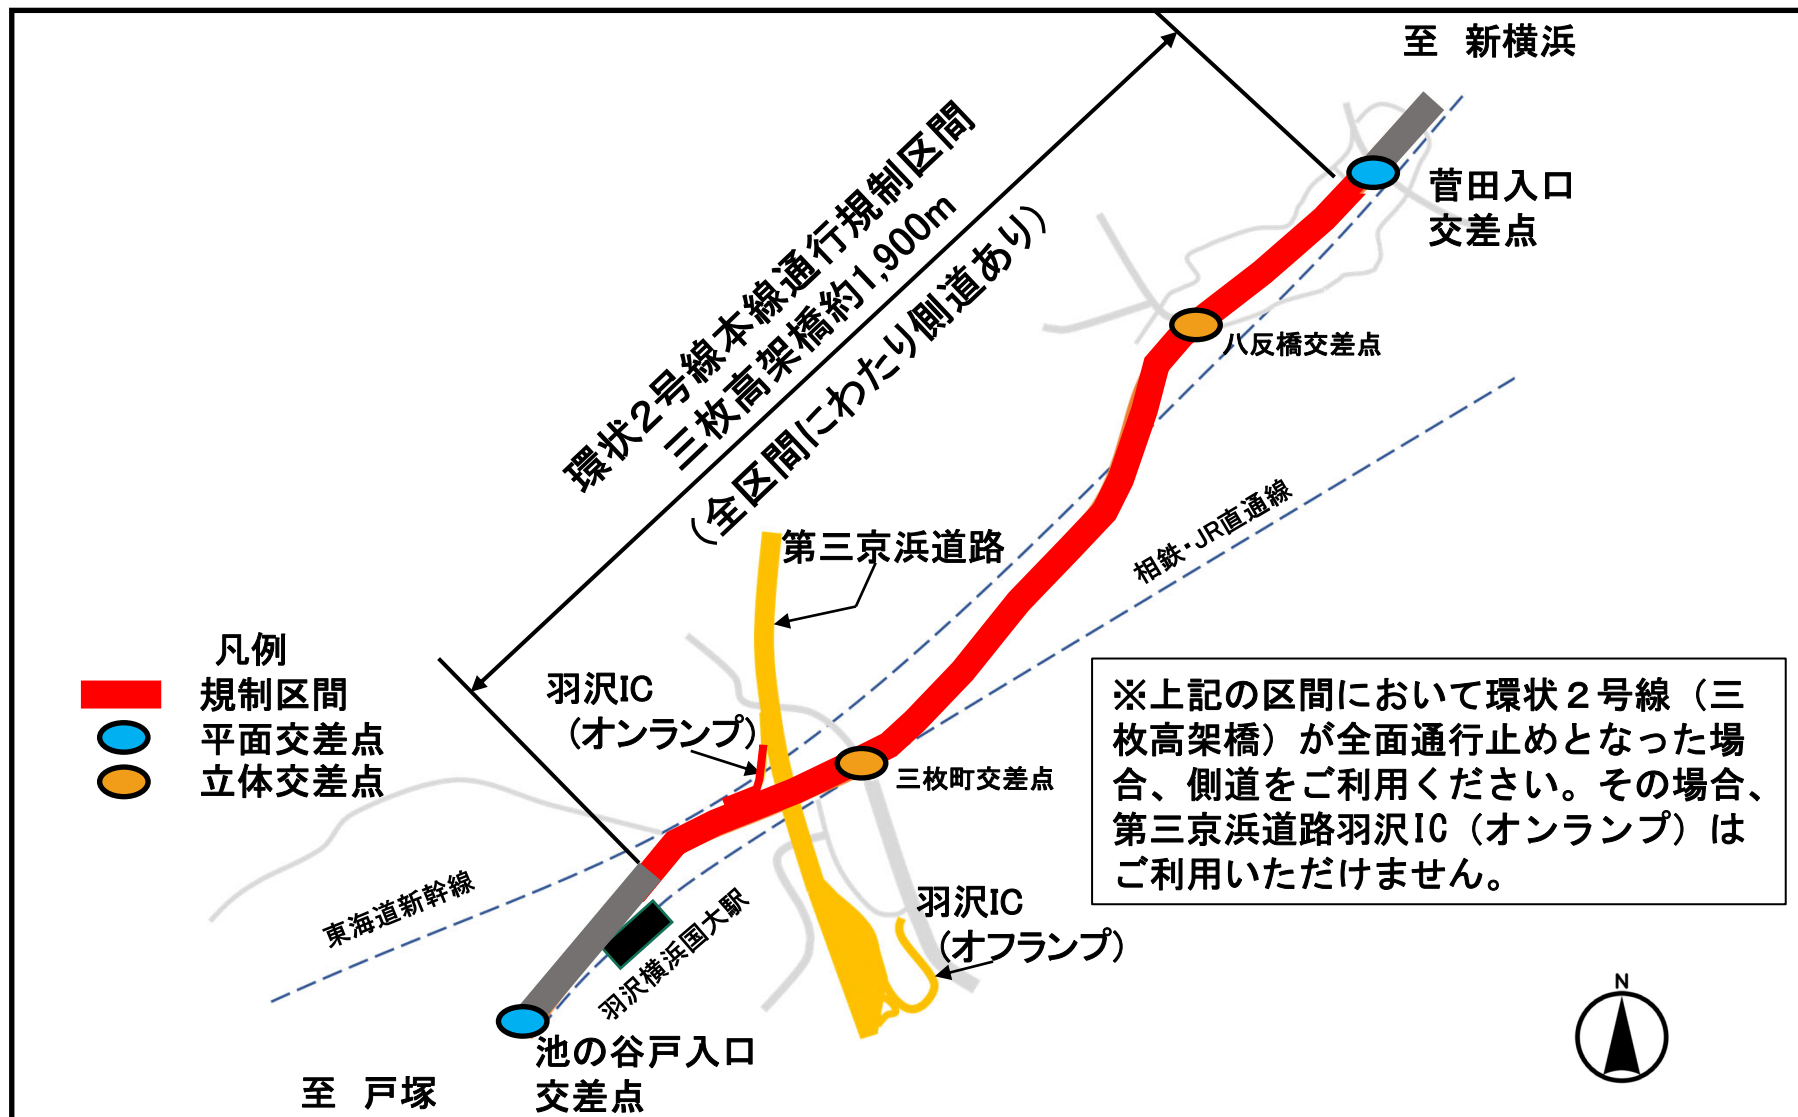 至 新横浜
菅田入口
交差点
環状２号線本線通行規制区間
三枚高架橋約1,900m
（全区間にわたり側道あり）
八反橋交差点
相鉄・JR直通線
第三京浜道路
凡例
規制区間
平面交差点
立体交差点
羽沢IC
（オンランプ）
三枚町交差点
※上記の区間において環状２号線（三
枚高架橋）が全面通行止めとなった場
合、側道をご利用ください。その場合、
第三京浜道路羽沢IC（オンランプ）は
ご利用いただけません。
東海道新幹線
羽沢横浜国大駅
羽沢IC
（オフランプ）
池の谷戸入口
交差点
至 戸塚
N